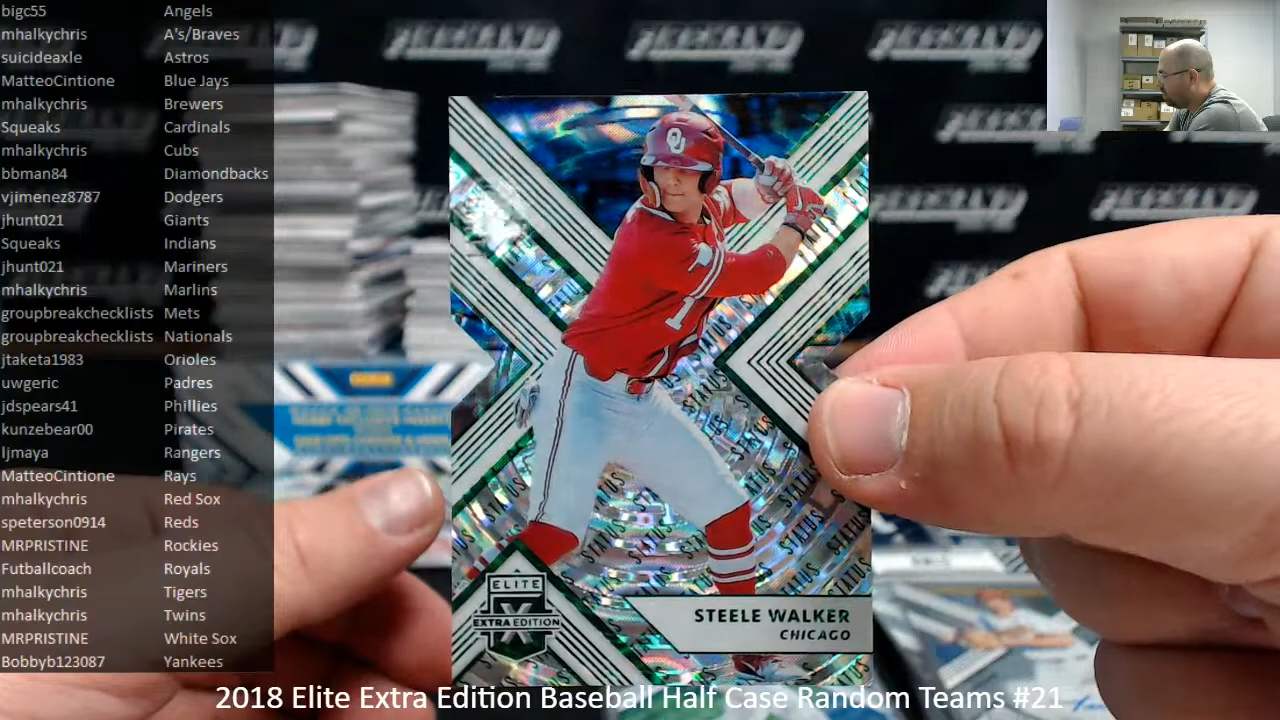 bigc55 Angels
mhalkychris A's/Braves
suicideaxle Astros
MatteoCintione Blue Jays
mhalkychris Brewers
Squeaks Cardinals
mhalkychris Cubs
bbman84 Diamondbacks
vjimenez8787 Dodgers
jhunt021 Giants
Squeaks Indians
jhunt021 Mariners
mhalkychris Marlins
groupbreakchecklists Mets
groupbreakchecklists Nationals
jtaketa1983 Orioles
uwgeric Padres
jdspears41 Phillies
kunzebear00 Pirates
ljmaya Rangers
MatteoCintione Rays
mhalkychris Red Sox
speterson0914 Reds
MRPRISTINE Rockies
Futballcoach Royals
mhalkychris Tigers
mhalkychris Twins
MRPRISTINE White Sox
Bobbyb123087 Yankees
OU
1
STATUS
ELITE
X
EXTRA EDITION
STEELE WALKER
CHICAGO
2018 Elite Extra Edition Baseball Half Case Random Teams #21